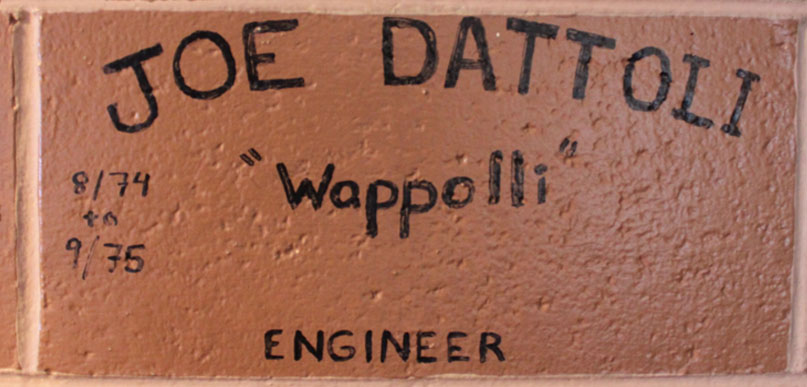 JOE DATTOLI
"Wappolli"
8/74
to
9/75
ENGINEER